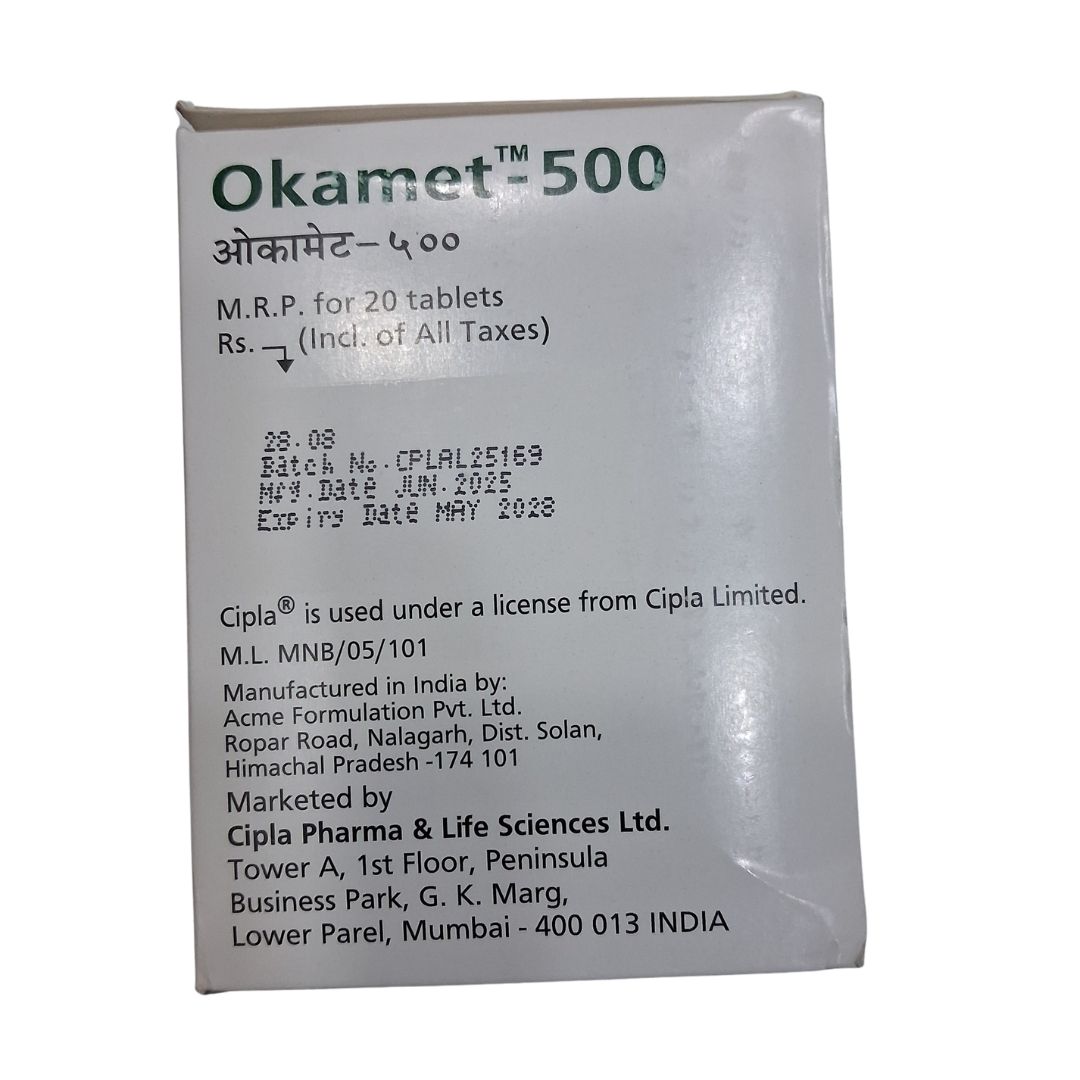 Okamet™-500
ओकामेट-५००
M.R.P. for 20 tablets
Rs. (Incl. of All Taxes)
28.08
Batch No.CPLAL25169
Mfg.Date JUN.2025
Expiry Date MAY 2028
Cipla® is used under a license from Cipla Limited.
M.L. MNB/05/101
Manufactured in India by:
Acme Formulation Pvt. Ltd.
Ropar Road, Nalagarh, Dist. Solan,
Himachal Pradesh -174 101
Marketed by
Cipla Pharma & Life Sciences Ltd.
Tower A, 1st Floor, Peninsula
Business Park, G. K. Marg,
Lower Parel, Mumbai - 400 013 INDIA